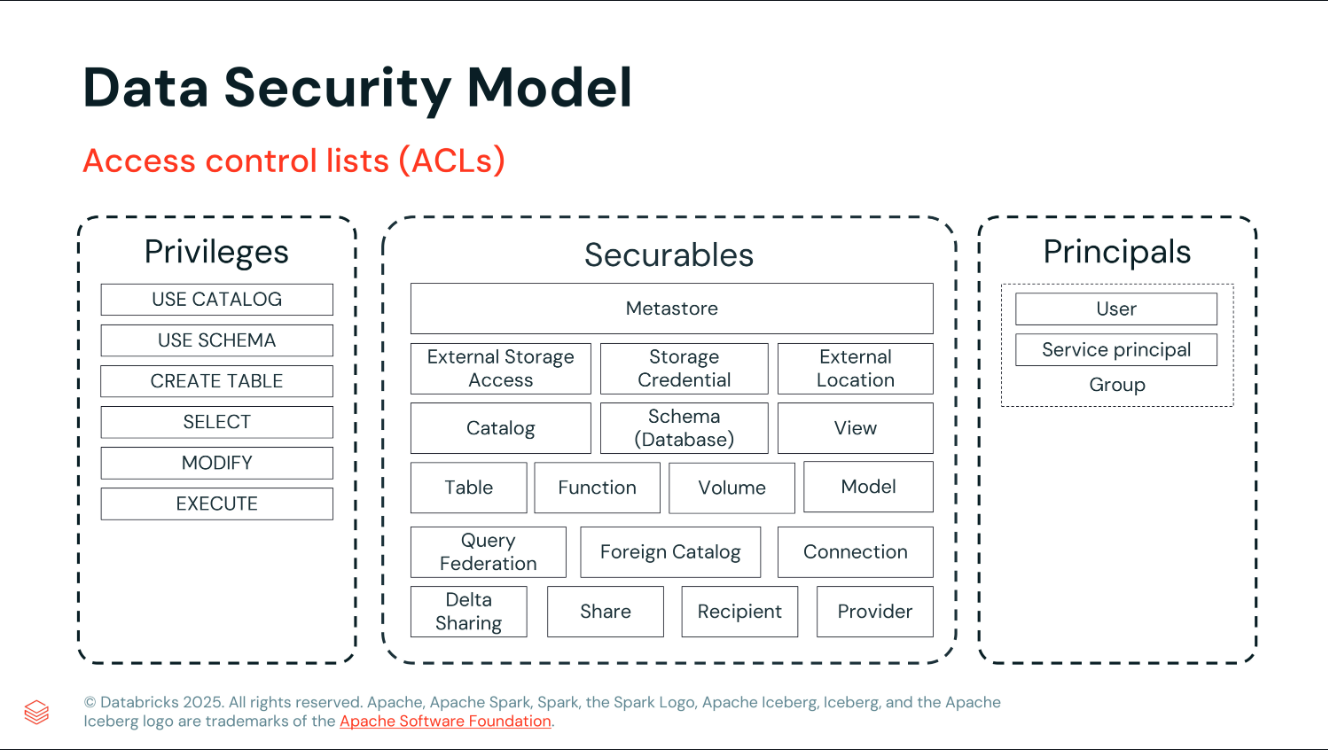 Data Security Model
Access control lists (ACLs)
Privileges
USE CATALOG
USE SCHEMA
CREATE TABLE
SELECT
MODIFY
EXECUTE
Securables
Metastore
External Storage
Access
Storage
Credential
External
Location
Catalog
Schema
(Database)
View
Table
Function
Volume
Model
Query
Federation
Foreign Catalog
Connection
Delta
Sharing
Share
Recipient
Provider
Principals
User
Service principal
Group
© Databricks 2025. All rights reserved. Apache, Apache Spark, Spark, the Spark Logo, Apache Iceberg, Iceberg, and the Apache
Iceberg logo are trademarks of the Apache Software Foundation.